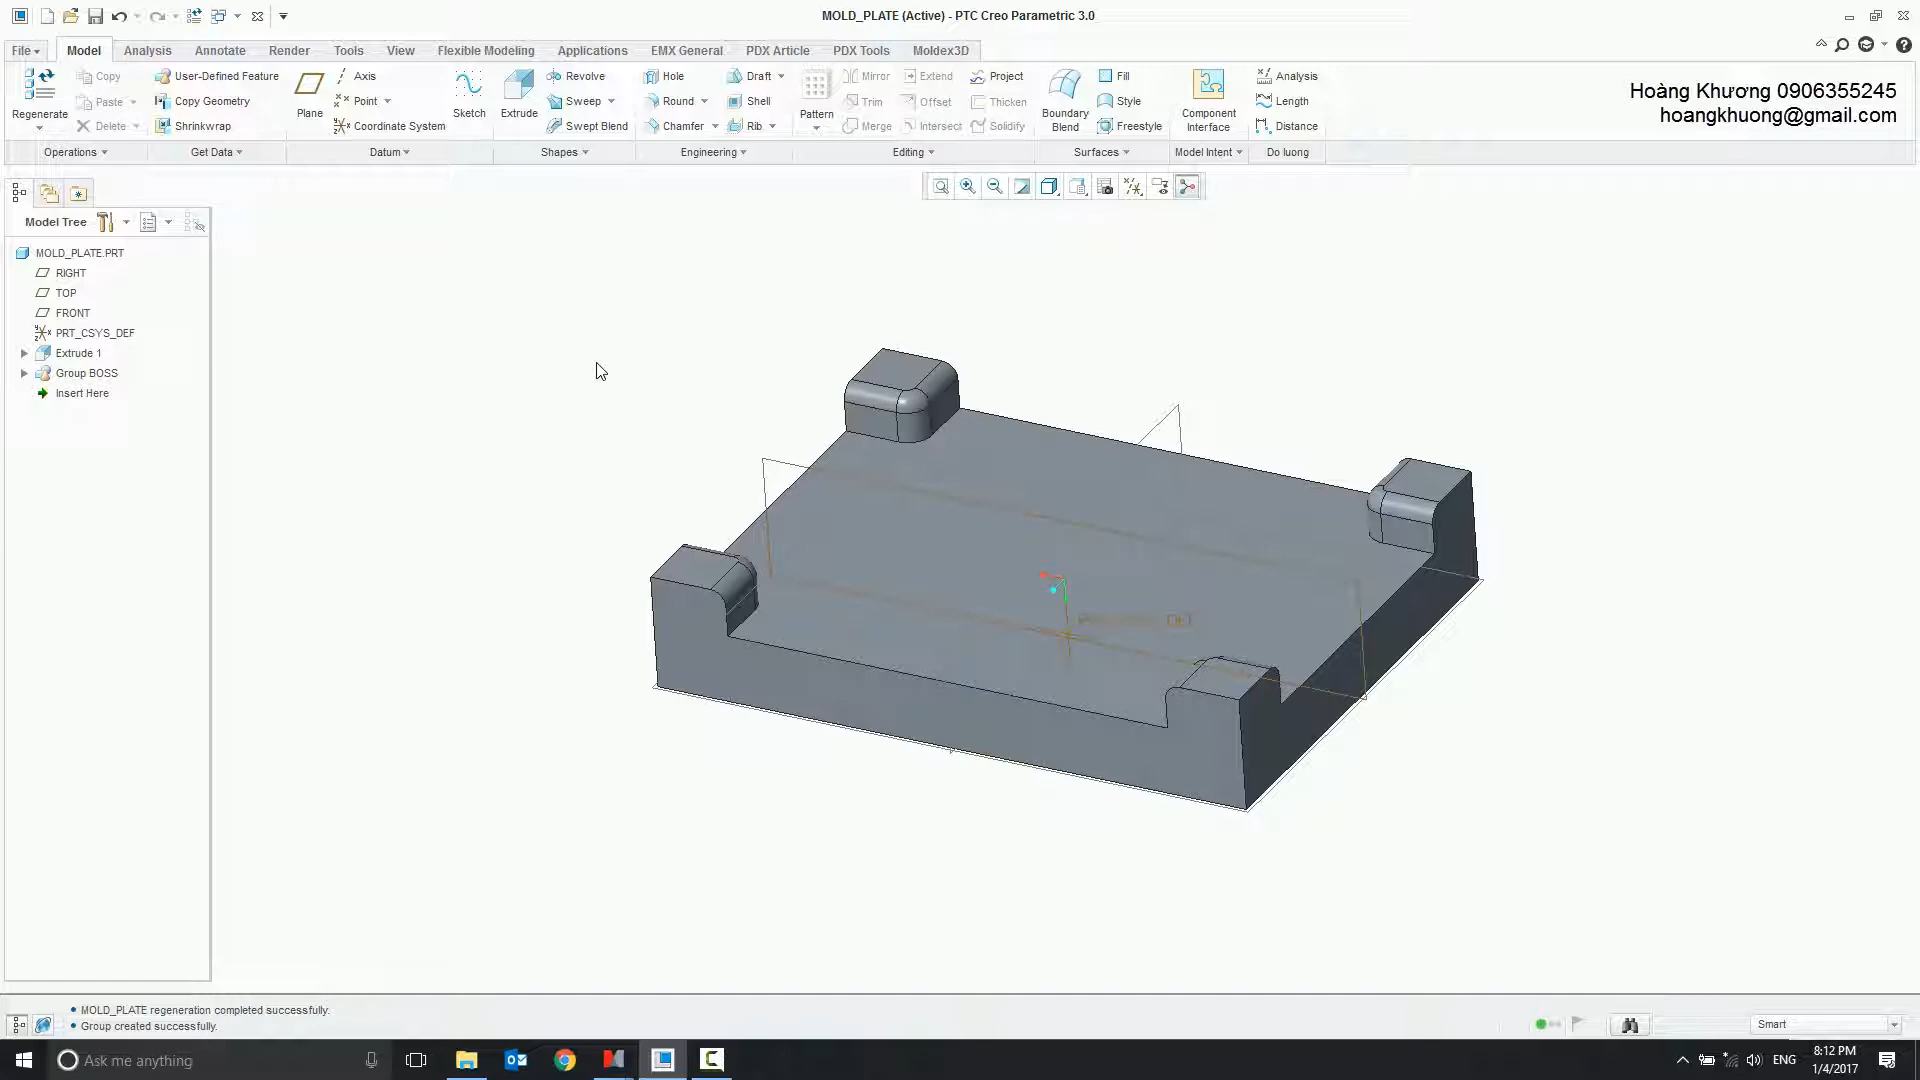 MOLD_PLATE (Active) - PTC Creo Parametric 3.0
File Model Analysis Annotate Render Tools View Flexible Modeling Applications EMX General PDX Article PDX Tools Moldex3D
Regenerate
Copy
Paste
Delete
Operations
User-Defined Feature
Copy Geometry
Shrinkwrap
Get Data
Plane
Axis
Point
Coordinate System
Datum
Sketch
Extrude
Revolve
Sweep
Swept Blend
Shapes
Hole
Round
Chamfer
Draft
Shell
Rib
Engineering
Pattern
Mirror
Trim
Merge
Extend
Offset
Intersect
Project
Thicken
Solidify
Editing
Boundary
Blend
Fill
Style
Freestyle
Surfaces
Component
Interface
Model Intent
Analysis
Length
Distance
Do luong
Hoàng Khương 0906355245
hoangkhuong@gmail.com
Model Tree
MOLD_PLATE.PRT
RIGHT
TOP
FRONT
PRT_CSYS_DEF
Extrude 1
Group BOSS
Insert Here
• MOLD_PLATE regeneration completed successfully.
• Group created successfully.
Smart
Ask me anything
ENG
8:12 PM
1/4/2017